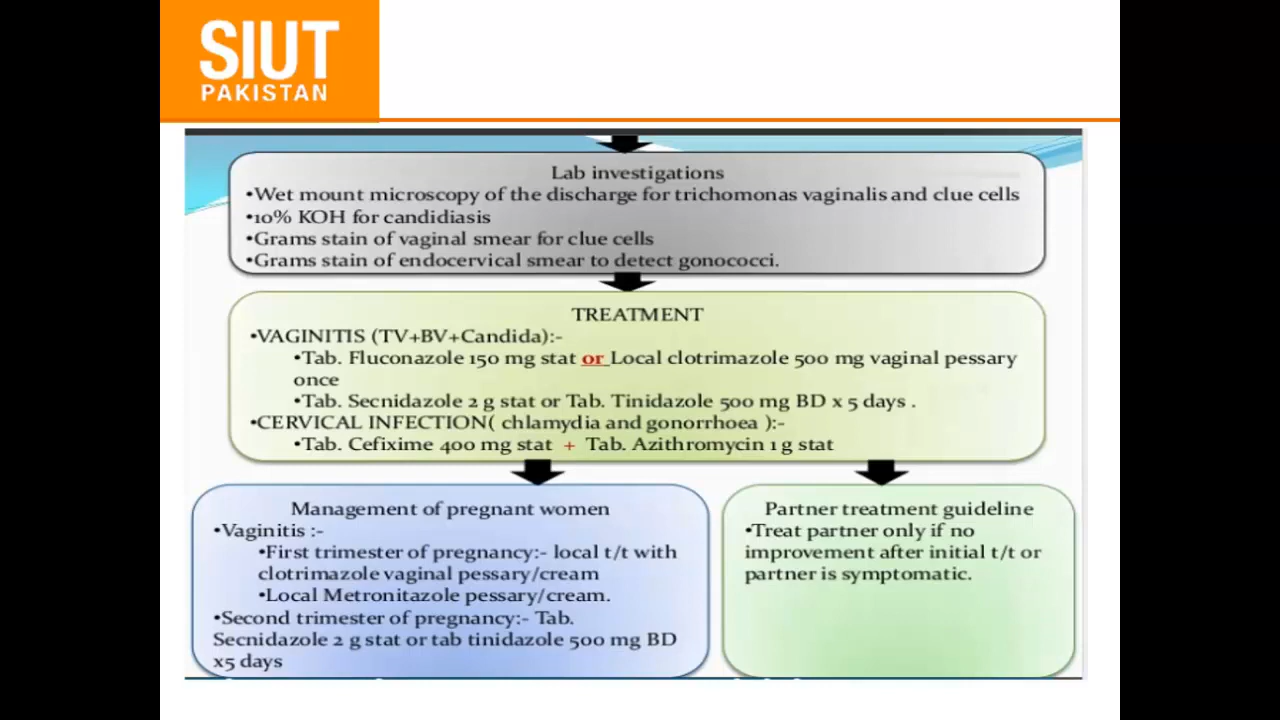 SIUT
PAKISTAN
Lab investigations
•Wet mount microscopy of the discharge for trichomonas vaginalis and clue cells
•10% KOH for candidiasis
•Grams stain of vaginal smear for clue cells
•Grams stain of endocervical smear to detect gonococci.
TREATMENT
•VAGINITIS (TV+BV+Candida):-
•Tab. Fluconazole 150 mg stat or Local clotrimazole 500 mg vaginal pessary
once
•Tab. Secnidazole 2 g stat or Tab. Tinidazole 500 mg BD x 5 days .
•CERVICAL INFECTION( chlamydia and gonorrhoea ):-
•Tab. Cefixime 400 mg stat + Tab. Azithromycin 1 g stat
Management of pregnant women
•Vaginitis :-
•First trimester of pregnancy:- local t/t with
clotrimazole vaginal pessary/cream
•Local Metronitazole pessary/cream.
•Second trimester of pregnancy:- Tab.
Secnidazole 2 g stat or tab tinidazole 500 mg BD
x5 days
Partner treatment guideline
•Treat partner only if no
improvement after initial t/t or
partner is symptomatic.